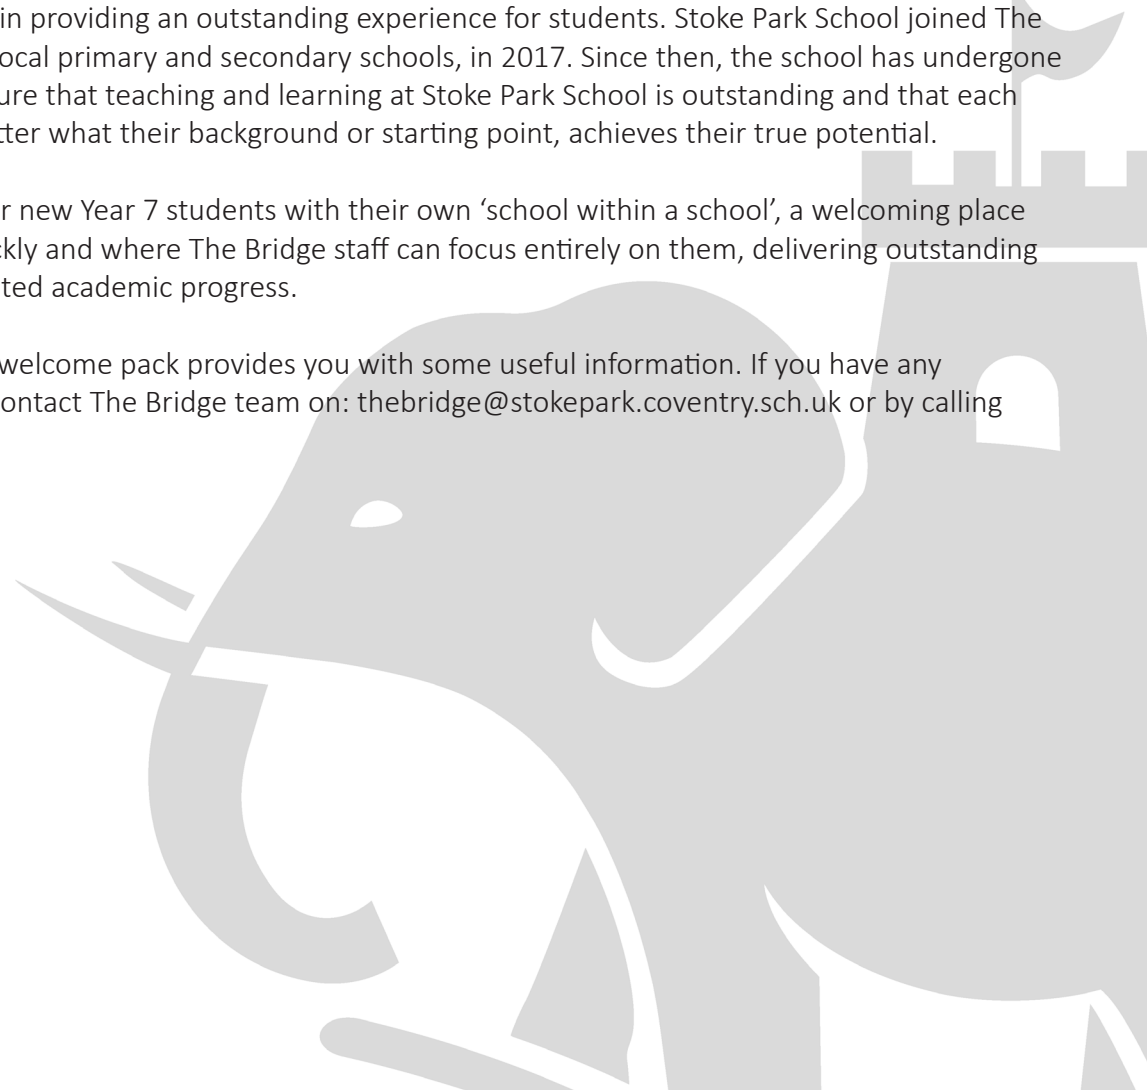 in providing an outstanding experience for students. Stoke Park School joined The
ocal primary and secondary schools, in 2017. Since then, the school has undergone
ure that teaching and learning at Stoke Park School is outstanding and that each
tter what their background or starting point, achieves their true potential.
r new Year 7 students with their own ‘school within a school’, a welcoming place
ckly and where The Bridge staff can focus entirely on them, delivering outstanding
ted academic progress.
welcome pack provides you with some useful information. If you have any
ontact The Bridge team on: thebridge@stokepark.coventry.sch.uk or by calling